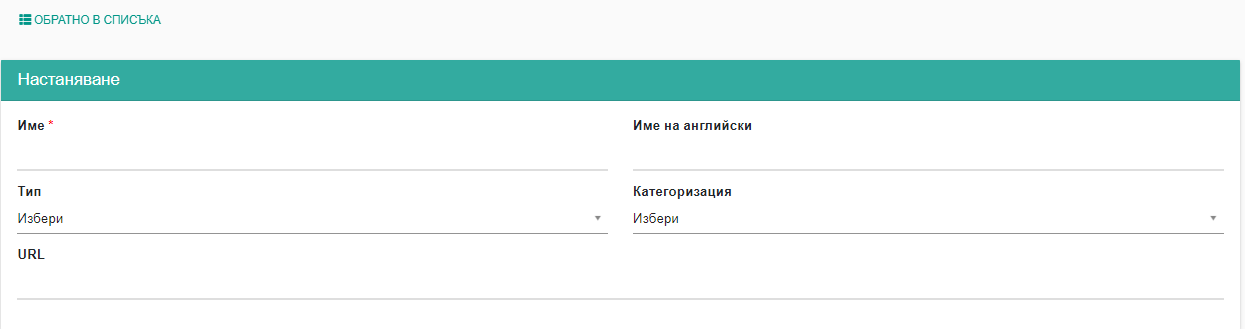 ОБРАТНО В СПИСЪКА
Настаняване
Име * Име на английски
Тип Категоризация
Избери Избери
URL